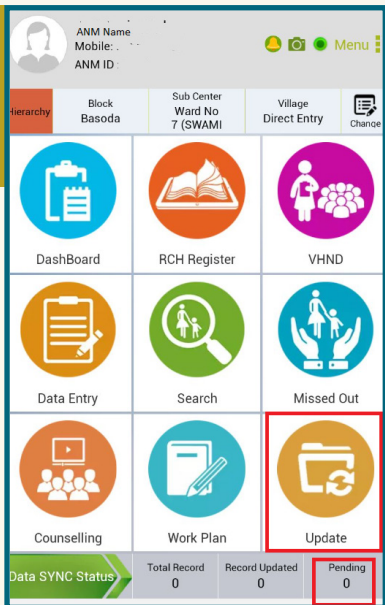 ANM Name
Mobile:
ANM ID :
Menu
Hierarchy
Block
Basoda
Sub Center
Ward No
7 (SWAMI
Village
Direct Entry
Change
DashBoard
RCH Register
VHND
Data Entry
Search
Missed Out
Counselling
Work Plan
Update
Data SYNC Status
Total Record
0
Record Updated
0
Pending
0